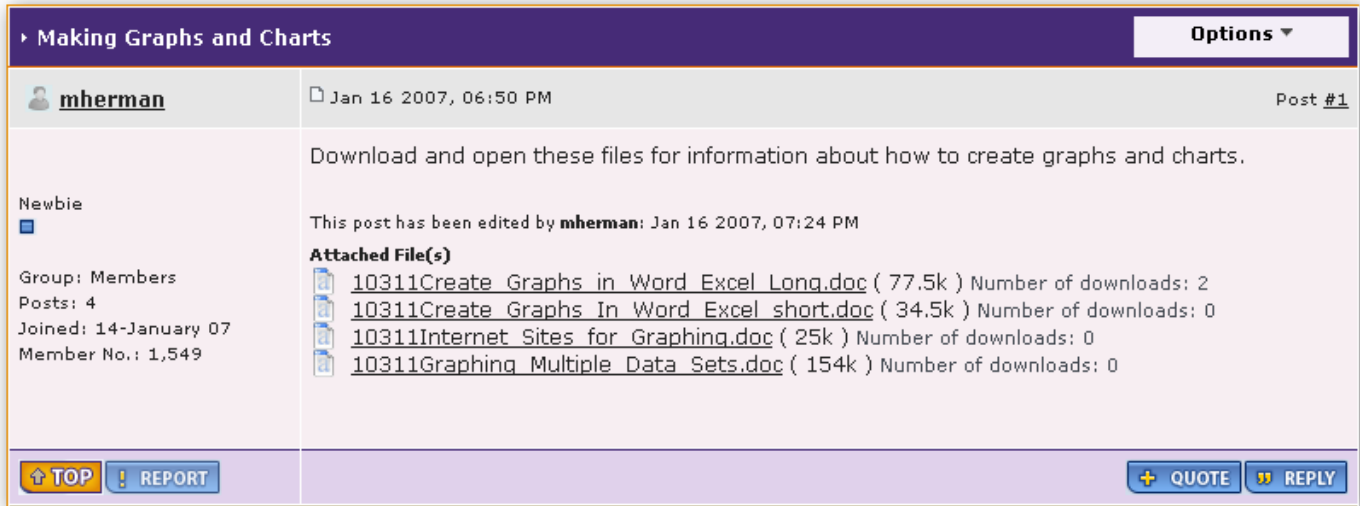 Making Graphs and Charts
Options
mherman
Jan 16 2007, 06:50 PM
Post #1
Newbie
Group: Members
Posts: 4
Joined: 14-January 07
Member No.: 1,549
Download and open these files for information about how to create graphs and charts.
This post has been edited by mherman: Jan 16 2007, 07:24 PM
Attached File(s)
10311Create_Graphs_in_Word_Excel_Long.doc ( 77.5k ) Number of downloads: 2
10311Create_Graphs_In_Word_Excel_short.doc ( 34.5k ) Number of downloads: 0
10311Internet_Sites_for_Graphing.doc ( 25k ) Number of downloads: 0
10311Graphing_Multiple_Data_Sets.doc ( 154k ) Number of downloads: 0
TOP
! REPORT
+ QUOTE
REPLY